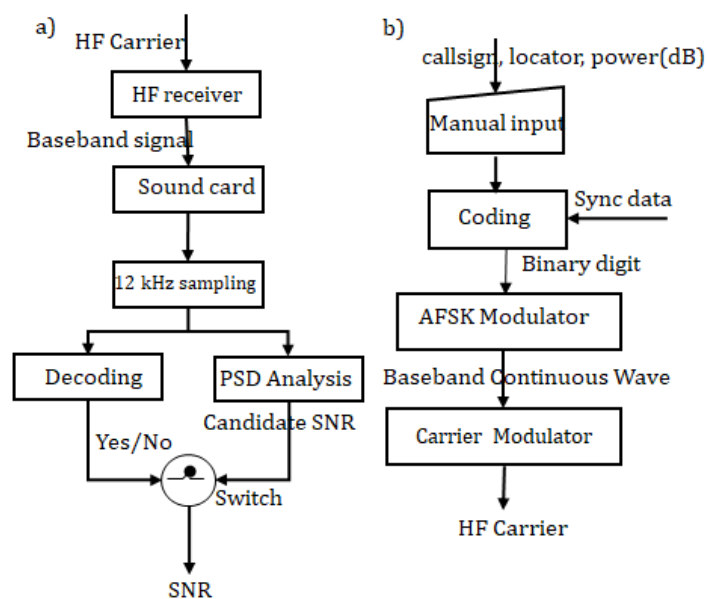 a)
HF Carrier
HF receiver
Baseband signal
Sound card
12 kHz sampling
Decoding
PSD Analysis
Candidate SNR
Yes/No
Switch
SNR
b)
callsign, locator, power(dB)
Manual input
Sync data
Coding
Binary digit
AFSK Modulator
Baseband Continuous Wave
Carrier Modulator
HF Carrier